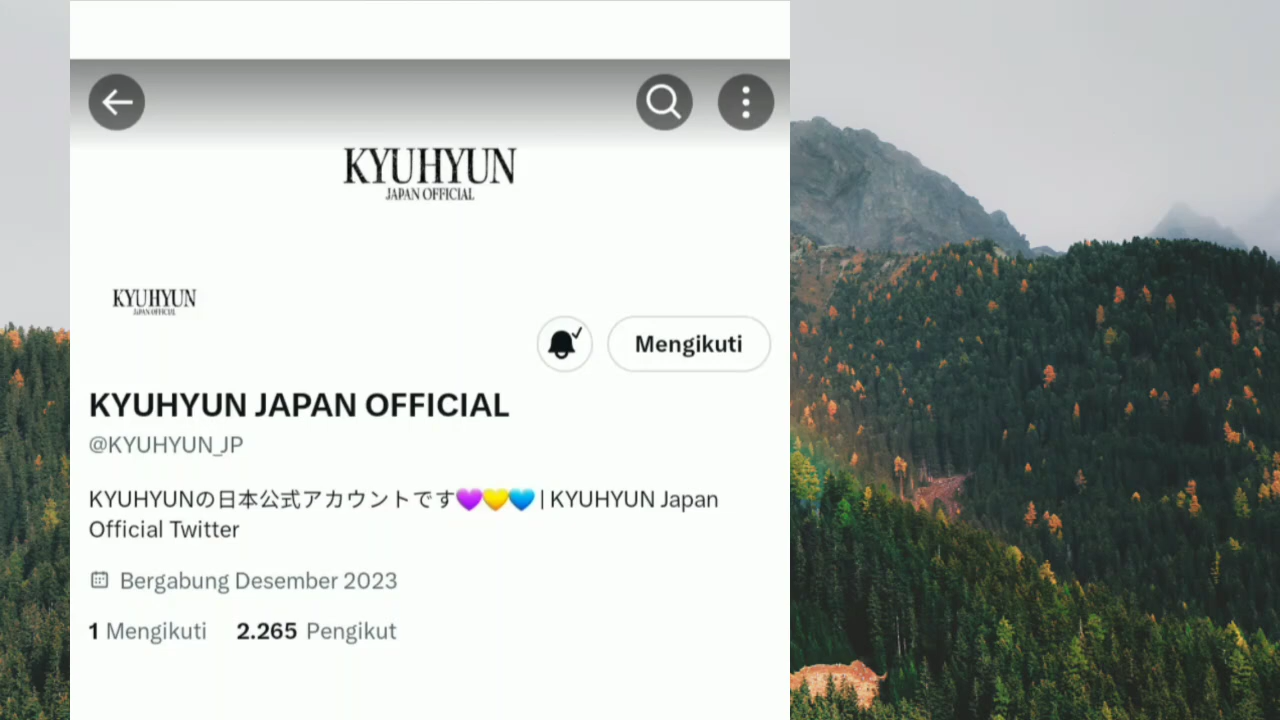 KYUHYUN
JAPAN OFFICIAL
KYUHYUN
JAPAN OFFICIAL
Mengikuti
KYUHYUN JAPAN OFFICIAL
@KYUHYUN_JP
KYUHYUNの日本公式アカウントです💜💛💙 | KYUHYUN Japan
Official Twitter
Bergabung Desember 2023
1 Mengikuti 2.265 Pengikut